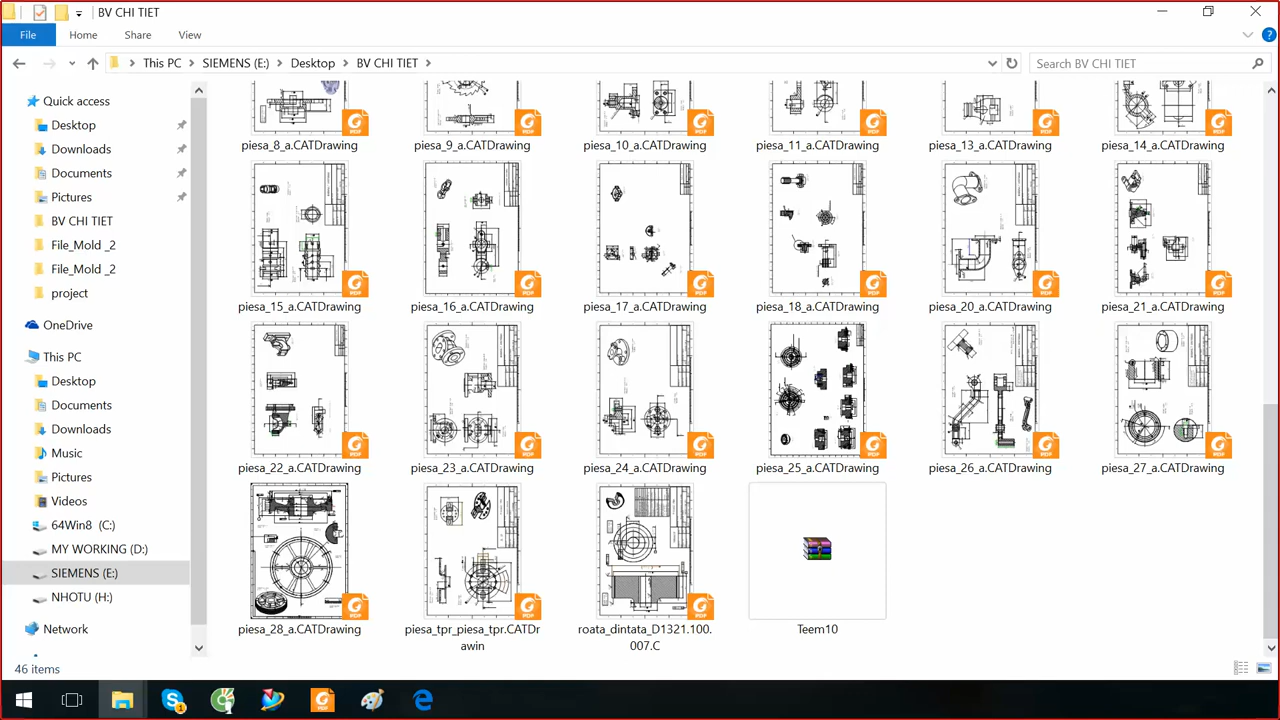 BV CHI TIET
File Home Share View
This PC SIEMENS (E:) Desktop BV CHI TIET
Search BV CHI TIET
Quick access
Desktop
Downloads
Documents
Pictures
BV CHI TIET
File_Mold _2
File_Mold _2
project
OneDrive
This PC
Desktop
Documents
Downloads
Music
Pictures
Videos
64Win8 (C:)
MY WORKING (D:)
SIEMENS (E:)
NHOTU (H:)
Network
piesa_8_a.CATDrawing piesa_9_a.CATDrawing piesa_10_a.CATDrawing piesa_11_a.CATDrawing piesa_13_a.CATDrawing piesa_14_a.CATDrawing
piesa_15_a.CATDrawing piesa_16_a.CATDrawing piesa_17_a.CATDrawing piesa_18_a.CATDrawing piesa_20_a.CATDrawing piesa_21_a.CATDrawing
piesa_22_a.CATDrawing piesa_23_a.CATDrawing piesa_24_a.CATDrawing piesa_25_a.CATDrawing piesa_26_a.CATDrawing piesa_27_a.CATDrawing
piesa_28_a.CATDrawing piesa_tpr_piesa_tpr.CATDr roata_dintata_D1321.100. Teem10
awin 007.C
46 items